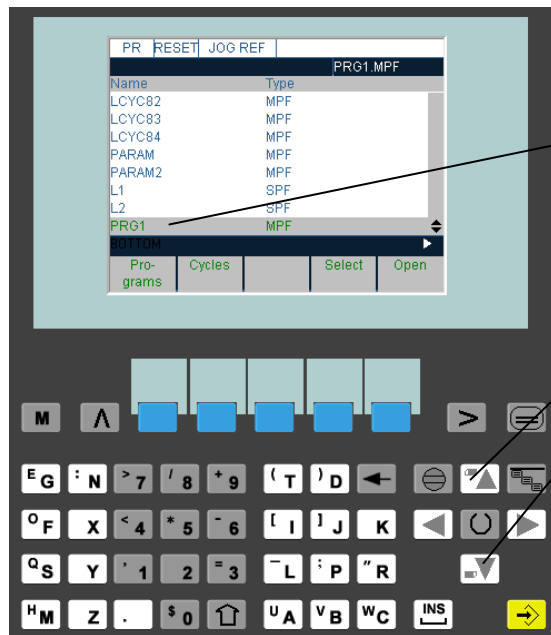 PR RESET JOG REF
PRG1.MPF
Name Type
LCYC82 MPF
LCYC83 MPF
LCYC84 MPF
PARAM MPF
PARAM2 MPF
L1 SPF
L2 SPF
PRG1 MPF
BOTTOM
Pro-
grams
Cycles
Select
Open
M Λ >
E G : N > 7 / 8 + 9 ( T ) D
O F X < 4 * 5 - 6 [ I ] J K
Q S Y ' 1 2 = 3 ¯ L ; P " R
H M Z . $ 0 U A V B W C INS